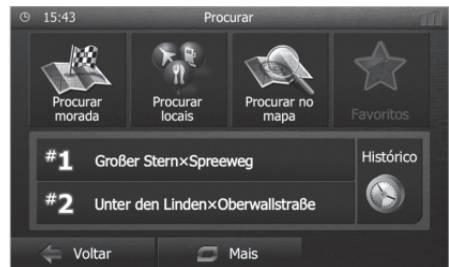 15:43 Procurar
Procurar morada
Procurar locais
Procurar no mapa
Favoritos
#1 Großer Stern×Spreeweg
Histórico
#2 Unter den Linden×Oberwallstraße
Voltar Mais